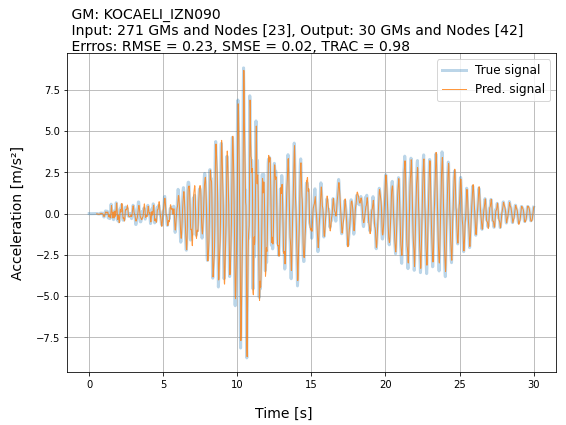 GM: KOCAELI_IZN090
Input: 271 GMs and Nodes [23], Output: 30 GMs and Nodes [42]
Errros: RMSE = 0.23, SMSE = 0.02, TRAC = 0.98
True signal
Pred. signal
Acceleration [m/s²]
7.5
5.0
2.5
0.0
−2.5
−5.0
−7.5
0 5 10 15 20 25 30
Time [s]